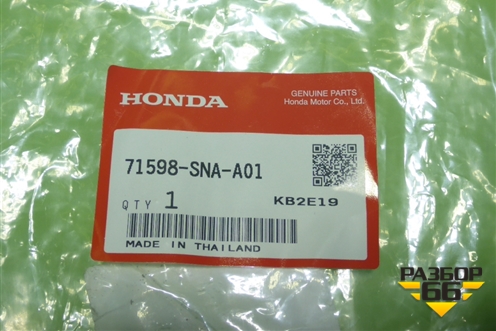 HONDA
GENUINE PARTS
Honda Motor Co., Ltd.
71598-SNA-A01
QTY 1
KB2E19
MADE IN THAILAND
РАЗБОР
66